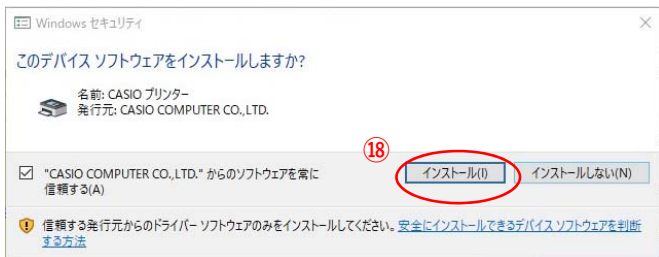 Windows セキュリティ
このデバイス ソフトウェアをインストールしますか?
名前: CASIO プリンター
発行元: CASIO COMPUTER CO.,LTD.
⑱
"CASIO COMPUTER CO.,LTD." からのソフトウェアを常に
信頼する(A)
インストール(I)
インストールしない(N)
信頼する発行元からのドライバー ソフトウェアのみをインストールしてください。安全にインストールできるデバイス ソフトウェアを判断
する方法